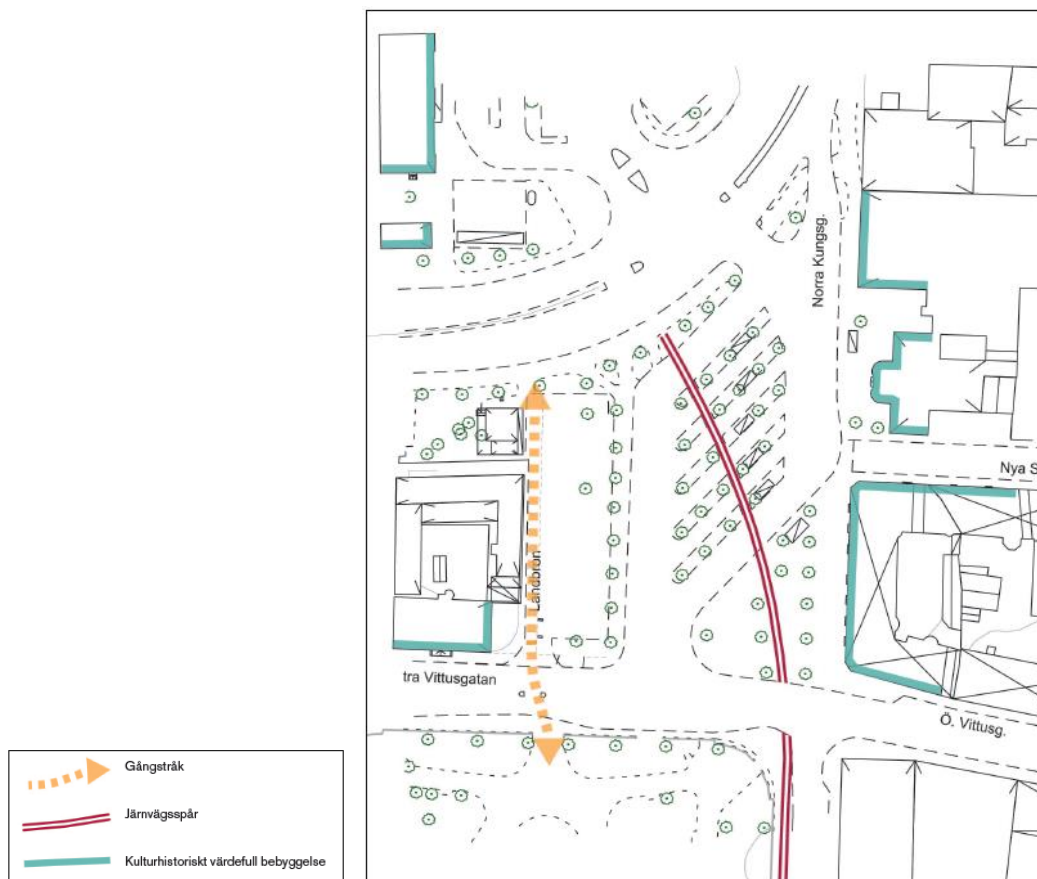 Norra Kungsg.
Nya S
Landbron
tra Vittusgatan
Ö. Vittusg.
Gångstråk
Järnvägsspår
Kulturhistoriskt värdefull bebyggelse